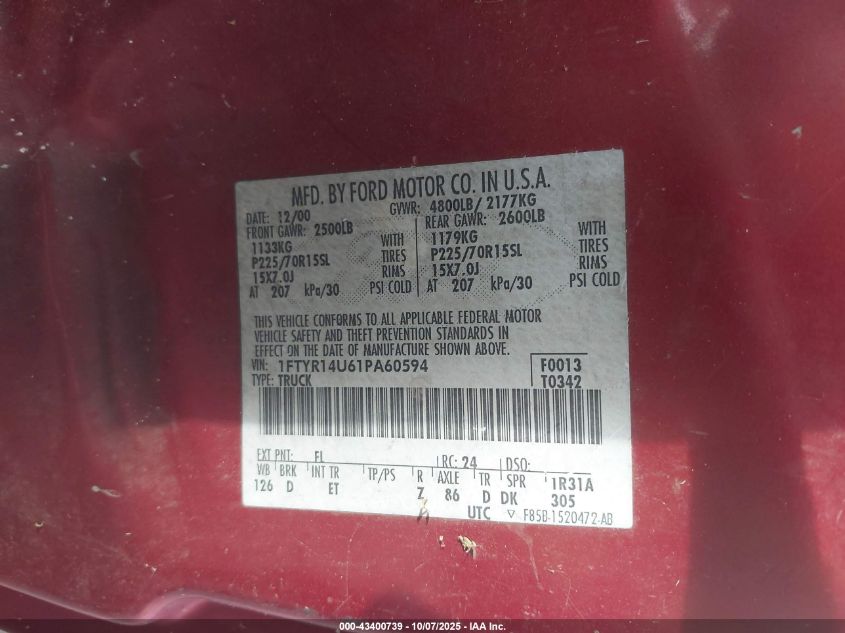 MFD. BY FORD MOTOR CO. IN U.S.A.
DATE: 12/00 GVWR: 4800LB/ 2177KG
FRONT GAWR: 2500LB REAR GAWR: 2600LB
1133KG WITH 1179KG WITH
P225/70R15SL TIRES P225/70R15SL TIRES
15X7.0J RIMS 15X7.0J RIMS
AT 207 kPa/30 PSI COLD AT 207 kPa/30 PSI COLD
THIS VEHICLE CONFORMS TO ALL APPLICABLE FEDERAL MOTOR
VEHICLE SAFETY AND THEFT PREVENTION STANDARDS IN
EFFECT ON THE DATE OF MANUFACTURE SHOWN ABOVE.
VIN: 1FTYR14U61PA60594 F0013
TYPE: TRUCK T0342
EXT PNT: FL RC: 24 DSO:
WB BRK INT TR TP/PS R AXLE TR SPR 1R31A
126 D ET Z 86 D DK 305
UTC ▽ F85B-1520472-AB
000-43400739 - 10/07/2025 - IAA Inc.